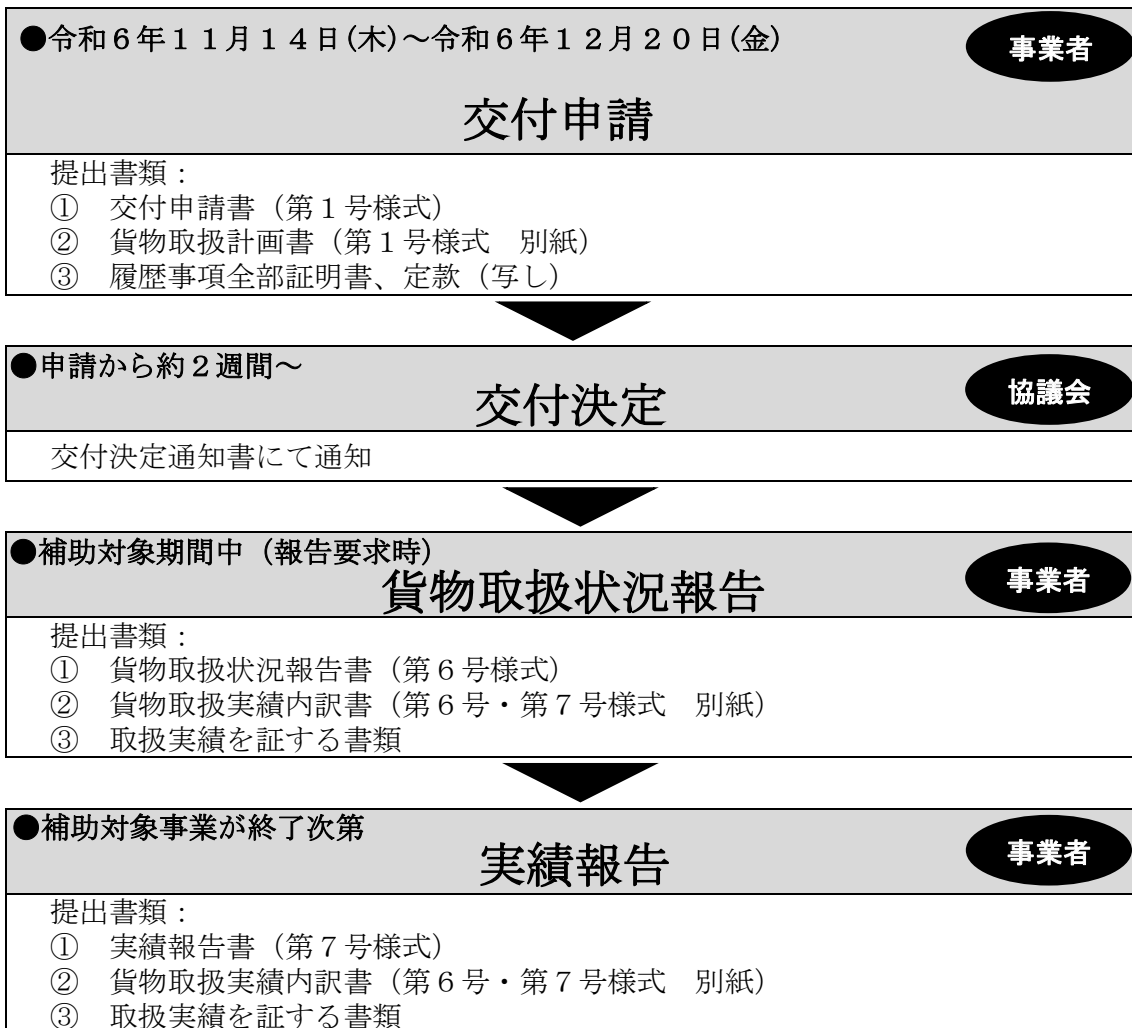 ●令和６年１１月１４日(木)～令和６年１２月２０日(金)
事業者
交付申請
提出書類：
①　交付申請書（第１号様式）
②　貨物取扱計画書（第１号様式　別紙）
③　履歴事項全部証明書、定款（写し）
●申請から約２週間～
協議会
交付決定
交付決定通知書にて通知
●補助対象期間中（報告要求時）
事業者
貨物取扱状況報告
提出書類：
①　貨物取扱状況報告書（第６号様式）
②　貨物取扱実績内訳書（第６号・第７号様式　別紙）
③　取扱実績を証する書類
●補助対象事業が終了次第
事業者
実績報告
提出書類：
①　実績報告書（第７号様式）
②　貨物取扱実績内訳書（第６号・第７号様式　別紙）
③　取扱実績を証する書類